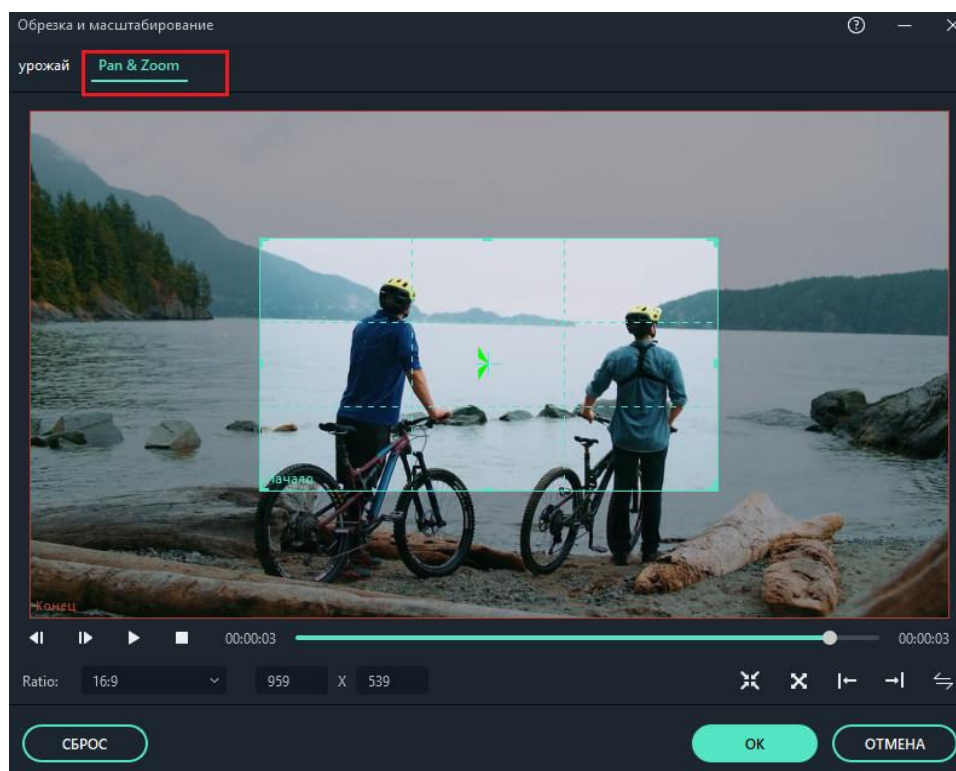 Обрезка и масштабирование
урожай Pan & Zoom
Начало
Конец
00:00:03 00:00:03
Ratio: 16:9 959 X 539
СБРОС OK ОТМЕНА